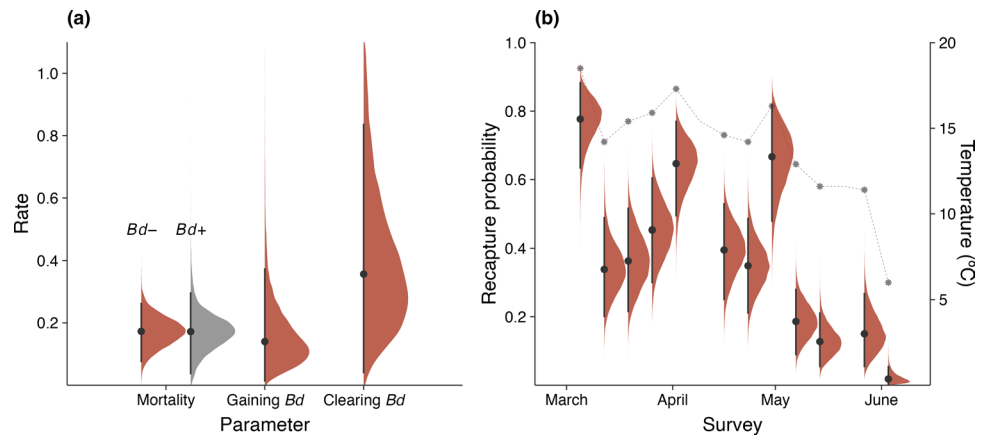 (a)
Rate
1.0
0.8
0.6
0.4
0.2
Bd−
Bd+
Mortality
Gaining Bd
Clearing Bd
Parameter
(b)
Recapture probability
1.0
0.8
0.6
0.4
0.2
20
15
10
5
Temperature (ºC)
March
April
May
June
Survey